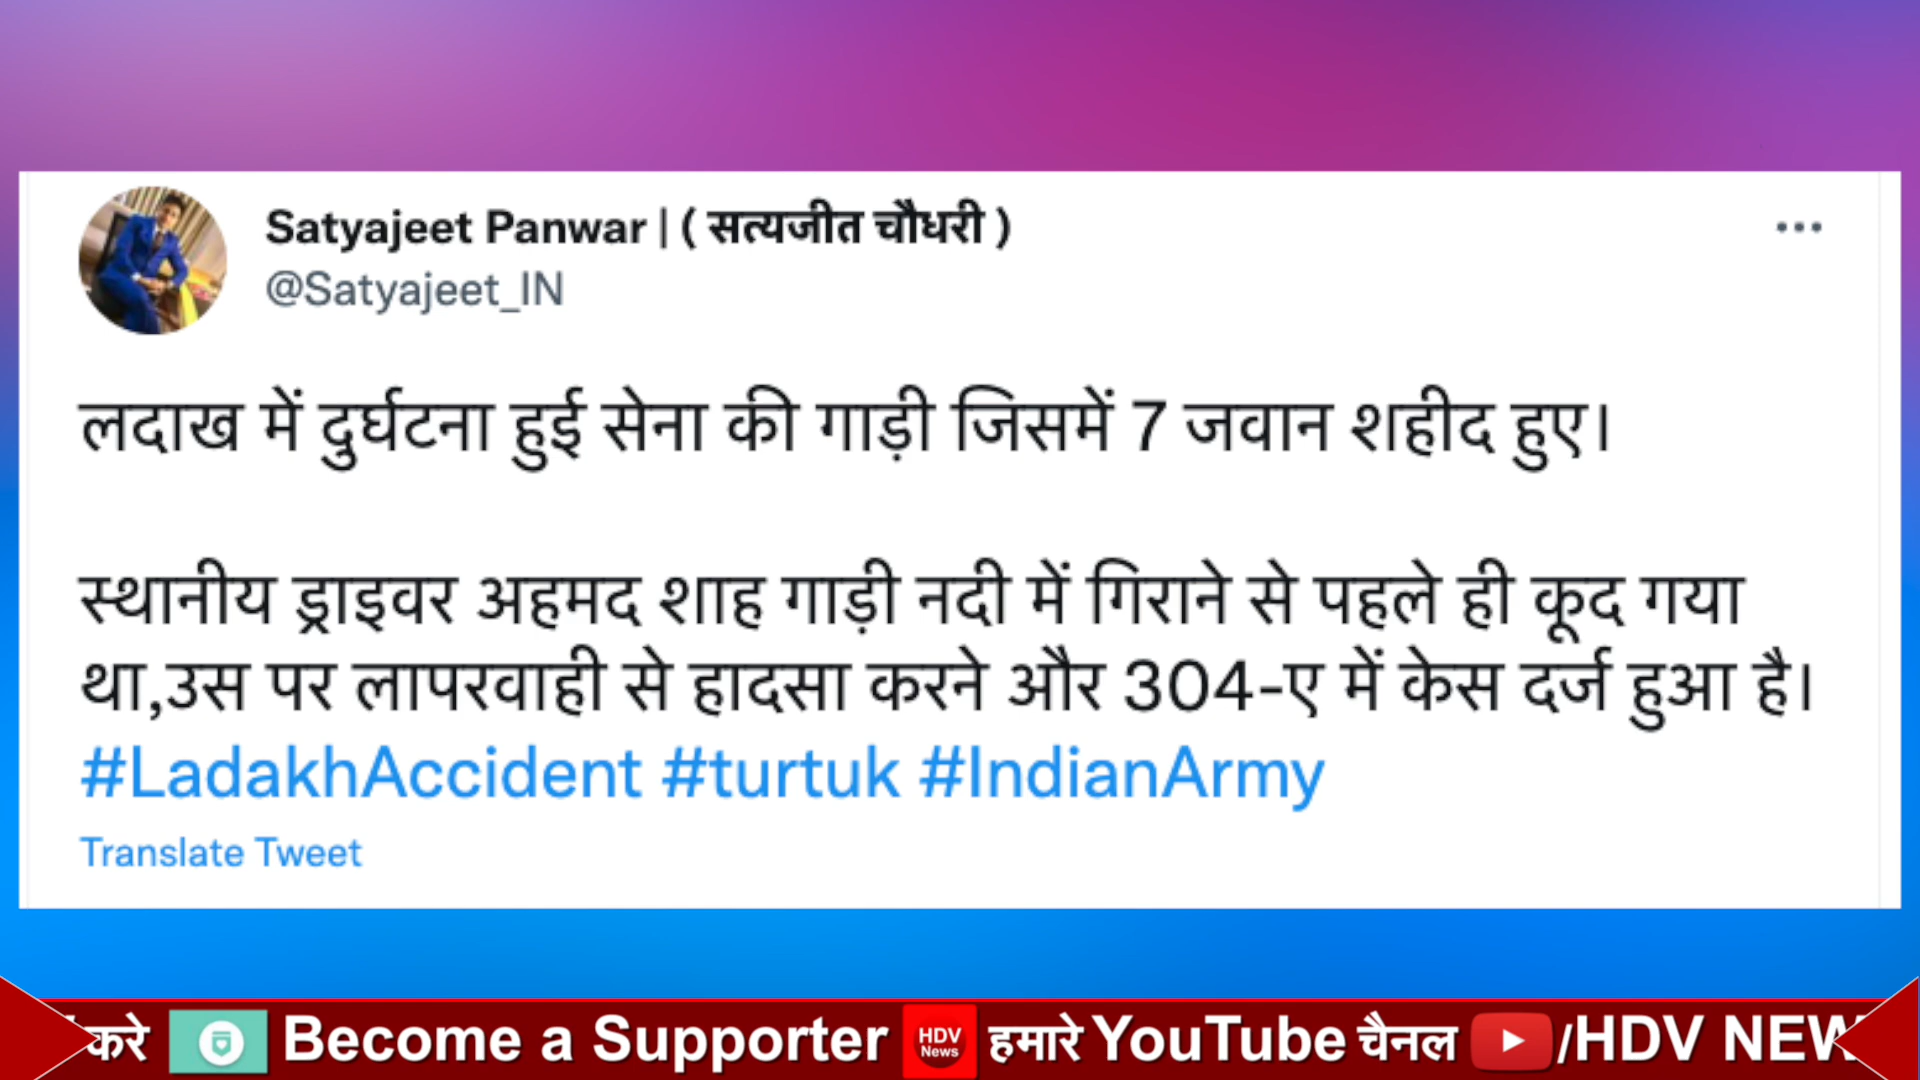 Satyajeet Panwar | ( सत्यजीत चौधरी )
@Satyajeet_IN
लदाख में दुर्घटना हुई सेना की गाड़ी जिसमें 7 जवान शहीद हुए।
स्थानीय ड्राइवर अहमद शाह गाड़ी नदी में गिराने से पहले ही कूद गया
था,उस पर लापरवाही से हादसा करने और 304-ए में केस दर्ज हुआ है।
#LadakhAccident #turtuk #IndianArmy
Translate Tweet
करे Become a Supporter HDV News हमारे YouTube चैनल /HDV NEW